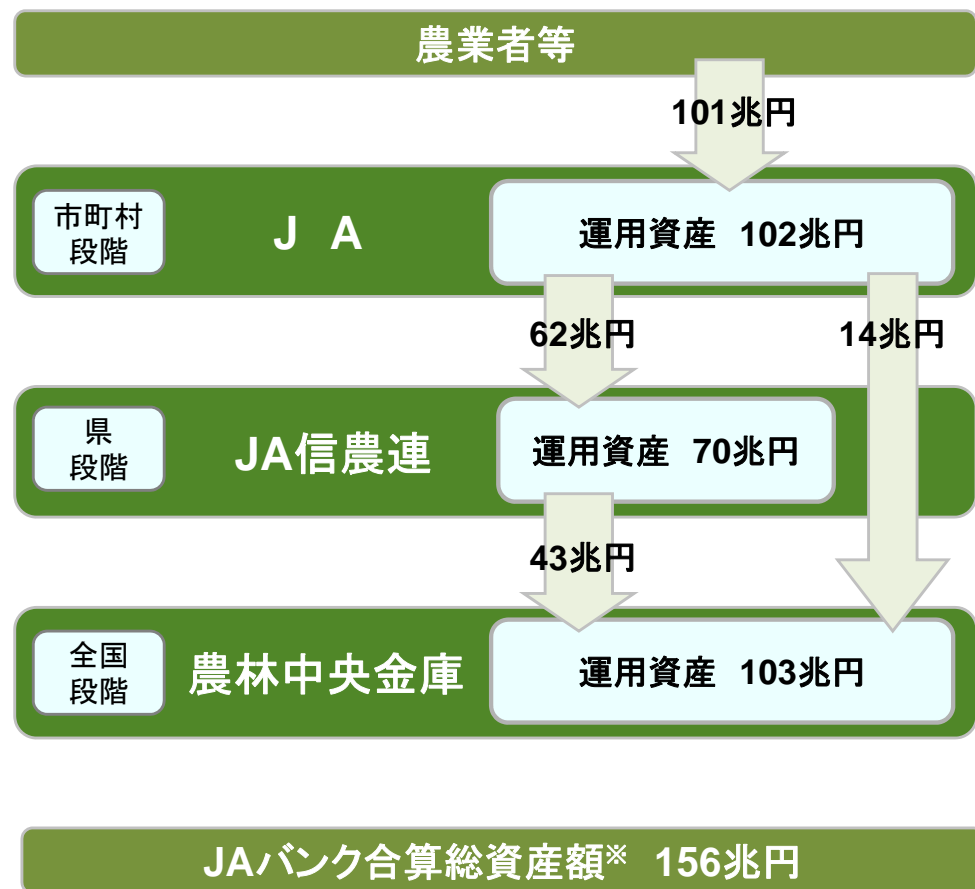 農業者等
101兆円
市町村
段階
J A
運用資産 102兆円
62兆円
14兆円
県
段階
JA信農連
運用資産 70兆円
43兆円
全国
段階
農林中央金庫
運用資産 103兆円
JAバンク合算総資産額※ 156兆円